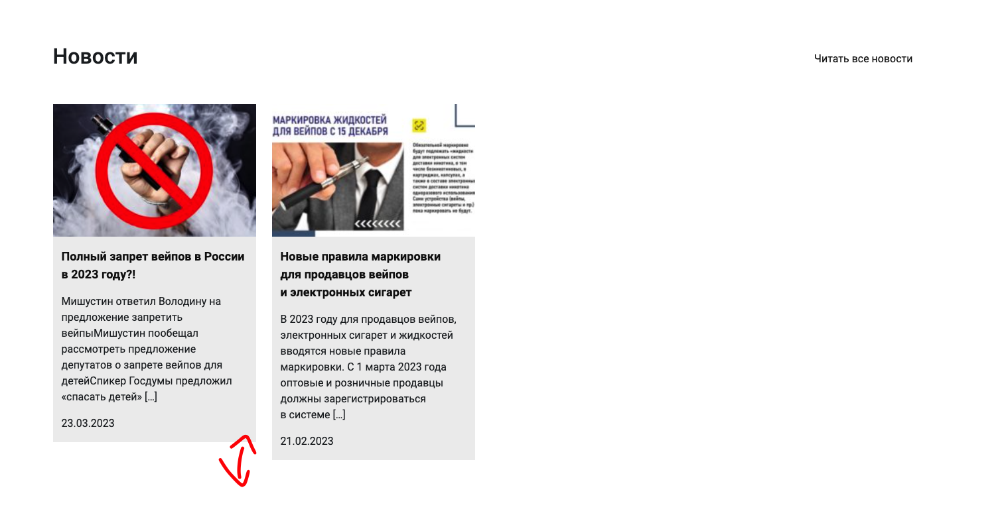 Новости
Читать все новости
МАРКИРОВКА ЖИДКОСТЕЙ
ДЛЯ ВЕЙПОВ С 15 ДЕКАБРЯ
Обязательной маркировке
будут подлежать «жидкости
для электронных систем
доставки никотина, в том
числе безникотиновых, в
картриджах, капсулах, а
также в составе электронных
систем доставки никотина
одноразового использования
Сами устройства (вейпы,
электронные сигареты и пр.)
пока маркировать не будут.
Полный запрет вейпов в России
в 2023 году?!
Мишустин ответил Володину на
предложение запретить
вейпыМишустин пообещал
рассмотреть предложение
депутатов о запрете вейпов для
детейСпикер Госдумы предложил
«спасать детей» [...]
23.03.2023
Новые правила маркировки
для продавцов вейпов
и электронных сигарет
В 2023 году для продавцов вейпов,
электронных сигарет и жидкостей
вводятся новые правила
маркировки. С 1 марта 2023 года
оптовые и розничные продавцы
должны зарегистрироваться
в системе [...]
21.02.2023